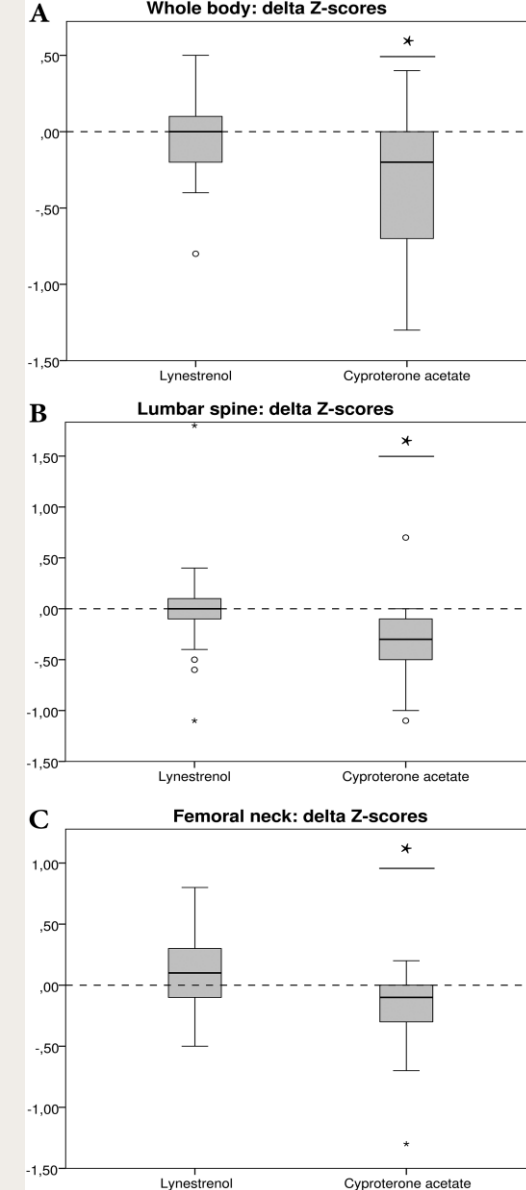 A
Whole body: delta Z-scores
*
,50
,00
-,50
-1,00
-1,50
Lynestrenol Cyproterone acetate
B
Lumbar spine: delta Z-scores
*
*
1,50
1,00
,50
,00
-,50
-1,00
*
-1,50
Lynestrenol Cyproterone acetate
C
Femoral neck: delta Z-scores
*
1,00
,50
,00
-,50
-1,00
*
-1,50
Lynestrenol Cyproterone acetate